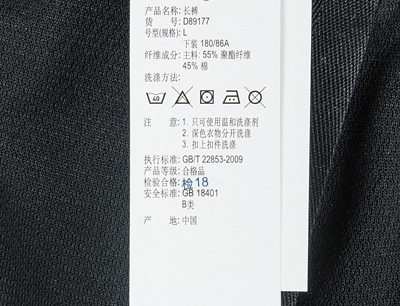 产品名称: 长裤
货 号: D89177
号型(规格): L
下装 180/86A
纤维成分: 主料: 55% 聚酯纤维
45% 棉
洗涤方法:
40
注 意: 1. 只可使用温和洗涤剂
2. 深色衣物分开洗涤
3. 扣上扣件洗涤
执行标准: GB/T 22853-2009
产品等级: 合格品
检验合格: 检18
安全标准: GB 18401
B类
产 地: 中国